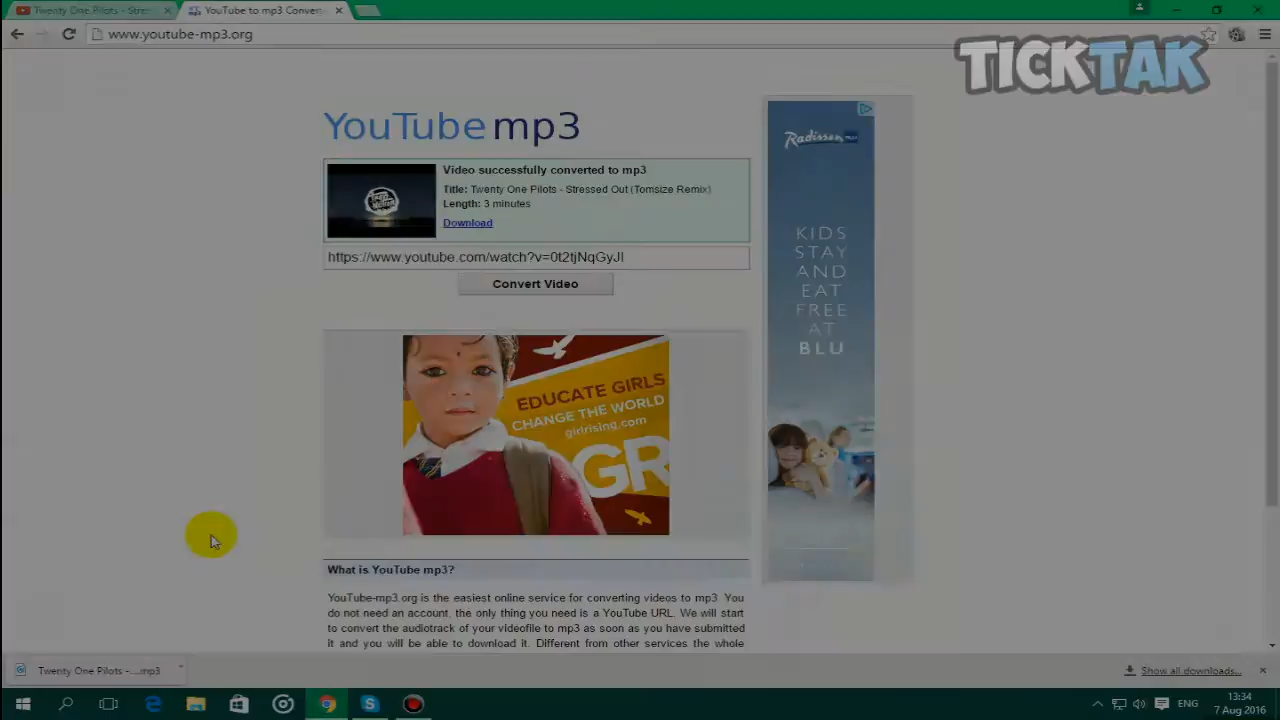 Twenty One Pilots - Stres
YouTube to mp3 Conver
www.youtube-mp3.org
TICKTAK
YouTube mp3
Video successfully converted to mp3
Title: Twenty One Pilots - Stressed Out (Tomsize Remix)
Length: 3 minutes
Download
https://www.youtube.com/watch?v=0t2tjNqGyJI
Convert Video
Radisson BLU
KIDS
STAY
AND
EAT
FREE
AT
BLU
EDUCATE GIRLS
CHANGE THE WORLD
girlrising.com
GR
What is YouTube mp3?
YouTube-mp3.org is the easiest online service for converting videos to mp3. You
do not need an account, the only thing you need is a YouTube URL. We will start
to convert the audiotrack of your videofile to mp3 as soon as you have submitted
it and you will be able to download it. Different from other services the whole
Twenty One Pilots -....mp3
Show all downloads...
ENG
13:34
7 Aug 2016